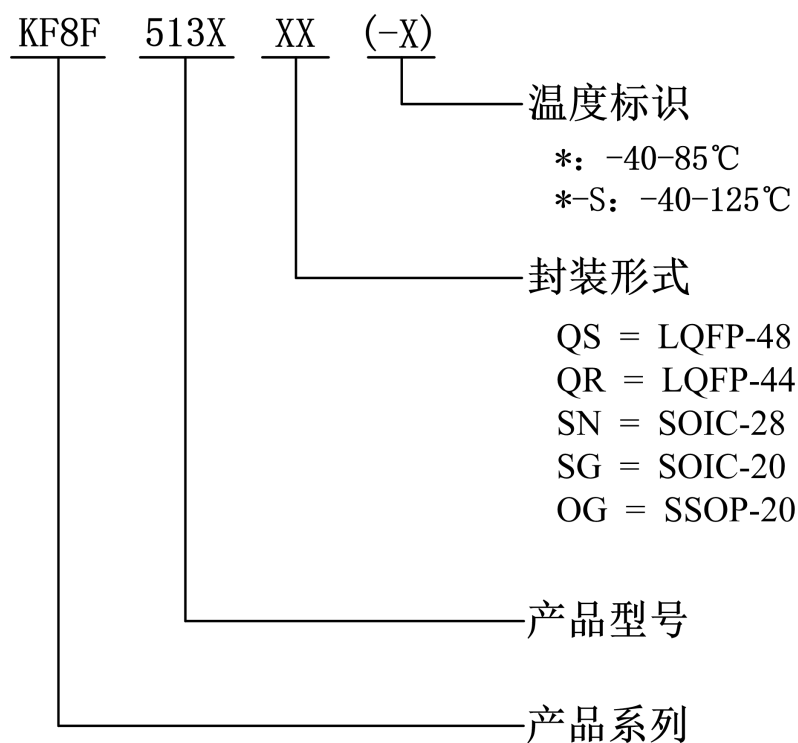 KF8F 513X XX (-X)
温度标识
*: -40-85℃
*-S: -40-125℃
封装形式
QS = LQFP-48
QR = LQFP-44
SN = SOIC-28
SG = SOIC-20
OG = SSOP-20
产品型号
产品系列